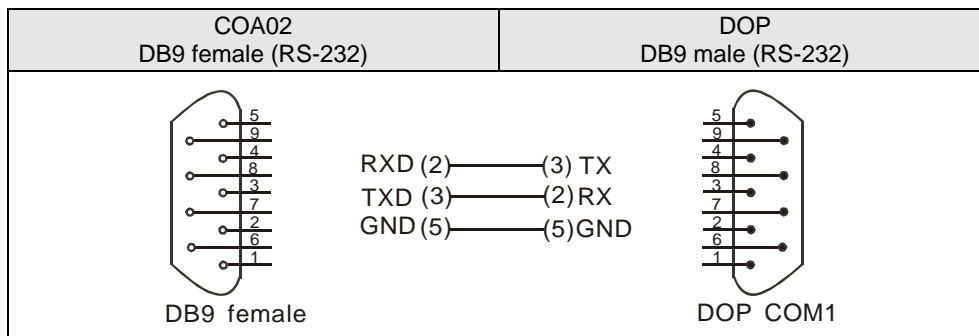 COA02
DB9 female (RS-232)
DOP
DB9 male (RS-232)
5
9
4
8
3
7
2
6
1
RXD (2) (3) TX
TXD (3) (2) RX
GND (5) (5) GND
5
9
4
8
3
7
2
6
1
DB9 female
DOP COM1